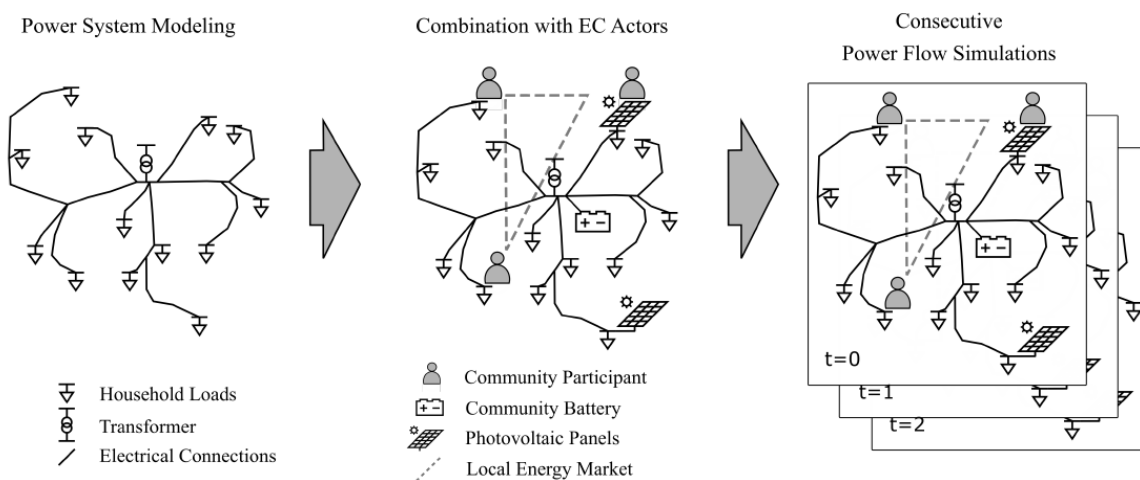 Power System Modeling
Combination with EC Actors
Consecutive
Power Flow Simulations
t=0
t=1
t=2
Household Loads
Transformer
Electrical Connections
Community Participant
Community Battery
Photovoltaic Panels
Local Energy Market